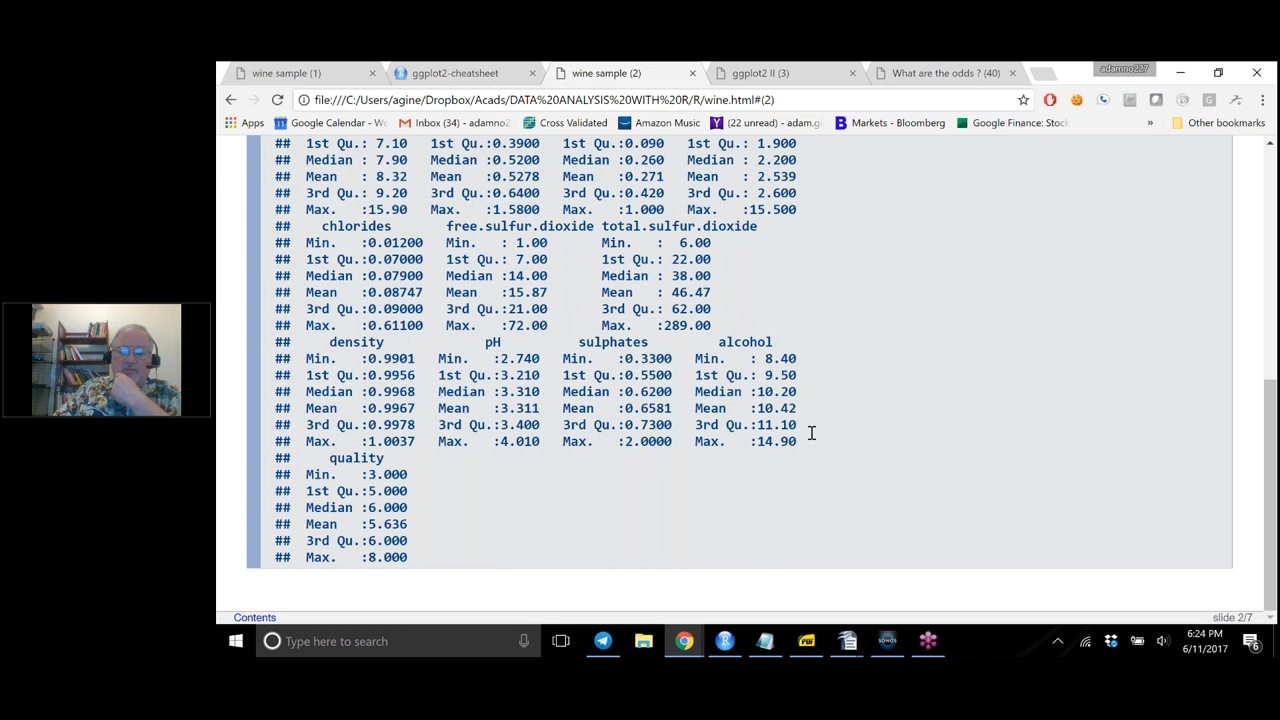 wine sample (1)
ggplot2-cheatsheet
wine sample (2)
ggplot2 II (3)
What are the odds ? (40)
adamno227
file:///C:/Users/agine/Dropbox/Acads/DATA%20ANALYSIS%20WITH%20R/R/wine.html#(2)
Apps
Google Calendar - We
Inbox (34) - adamno2
Cross Validated
Amazon Music
(22 unread) - adam.gi
Markets - Bloomberg
Google Finance: Stock
»
Other bookmarks
## 1st Qu.: 7.10 1st Qu.:0.3900 1st Qu.:0.090 1st Qu.: 1.900
## Median : 7.90 Median :0.5200 Median :0.260 Median : 2.200
## Mean : 8.32 Mean :0.5278 Mean :0.271 Mean : 2.539
## 3rd Qu.: 9.20 3rd Qu.:0.6400 3rd Qu.:0.420 3rd Qu.: 2.600
## Max. :15.90 Max. :1.5800 Max. :1.000 Max. :15.500
## chlorides free.sulfur.dioxide total.sulfur.dioxide
## Min. :0.01200 Min. : 1.00 Min. : 6.00
## 1st Qu.:0.07000 1st Qu.: 7.00 1st Qu.: 22.00
## Median :0.07900 Median :14.00 Median : 38.00
## Mean :0.08747 Mean :15.87 Mean : 46.47
## 3rd Qu.:0.09000 3rd Qu.:21.00 3rd Qu.: 62.00
## Max. :0.61100 Max. :72.00 Max. :289.00
## density pH sulphates alcohol
## Min. :0.9901 Min. :2.740 Min. :0.3300 Min. : 8.40
## 1st Qu.:0.9956 1st Qu.:3.210 1st Qu.:0.5500 1st Qu.: 9.50
## Median :0.9968 Median :3.310 Median :0.6200 Median :10.20
## Mean :0.9967 Mean :3.311 Mean :0.6581 Mean :10.42
## 3rd Qu.:0.9978 3rd Qu.:3.400 3rd Qu.:0.7300 3rd Qu.:11.10
## Max. :1.0037 Max. :4.010 Max. :2.0000 Max. :14.90
## quality
## Min. :3.000
## 1st Qu.:5.000
## Median :6.000
## Mean :5.636
## 3rd Qu.:6.000
## Max. :8.000
Contents
slide 2/7
Type here to search
PDF
SONOS
6:24 PM
6/11/2017
6